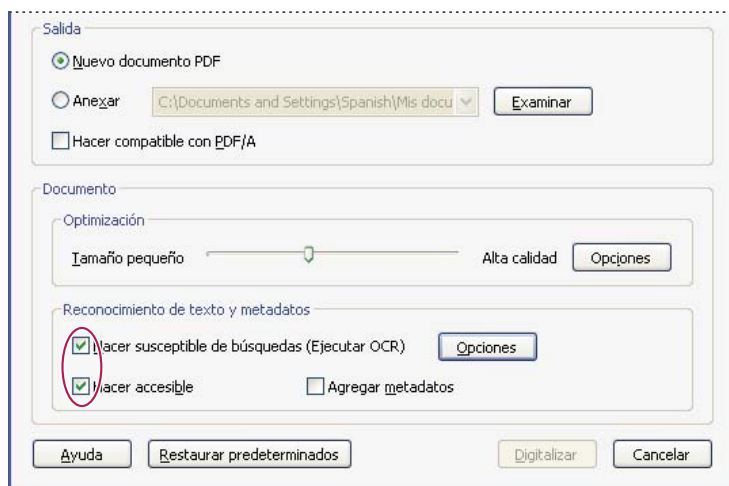 Salida
Nuevo documento PDF
Anexar C:\Documents and Settings\Spanish\Mis docu Examinar
Hacer compatible con PDF/A
Documento
Optimización
Tamaño pequeño Alta calidad Opciones
Reconocimiento de texto y metadatos
Hacer susceptible de búsquedas (Ejecutar OCR) Opciones
Hacer accesible Agregar metadatos
Ayuda Restaurar predeterminados Digitalizar Cancelar